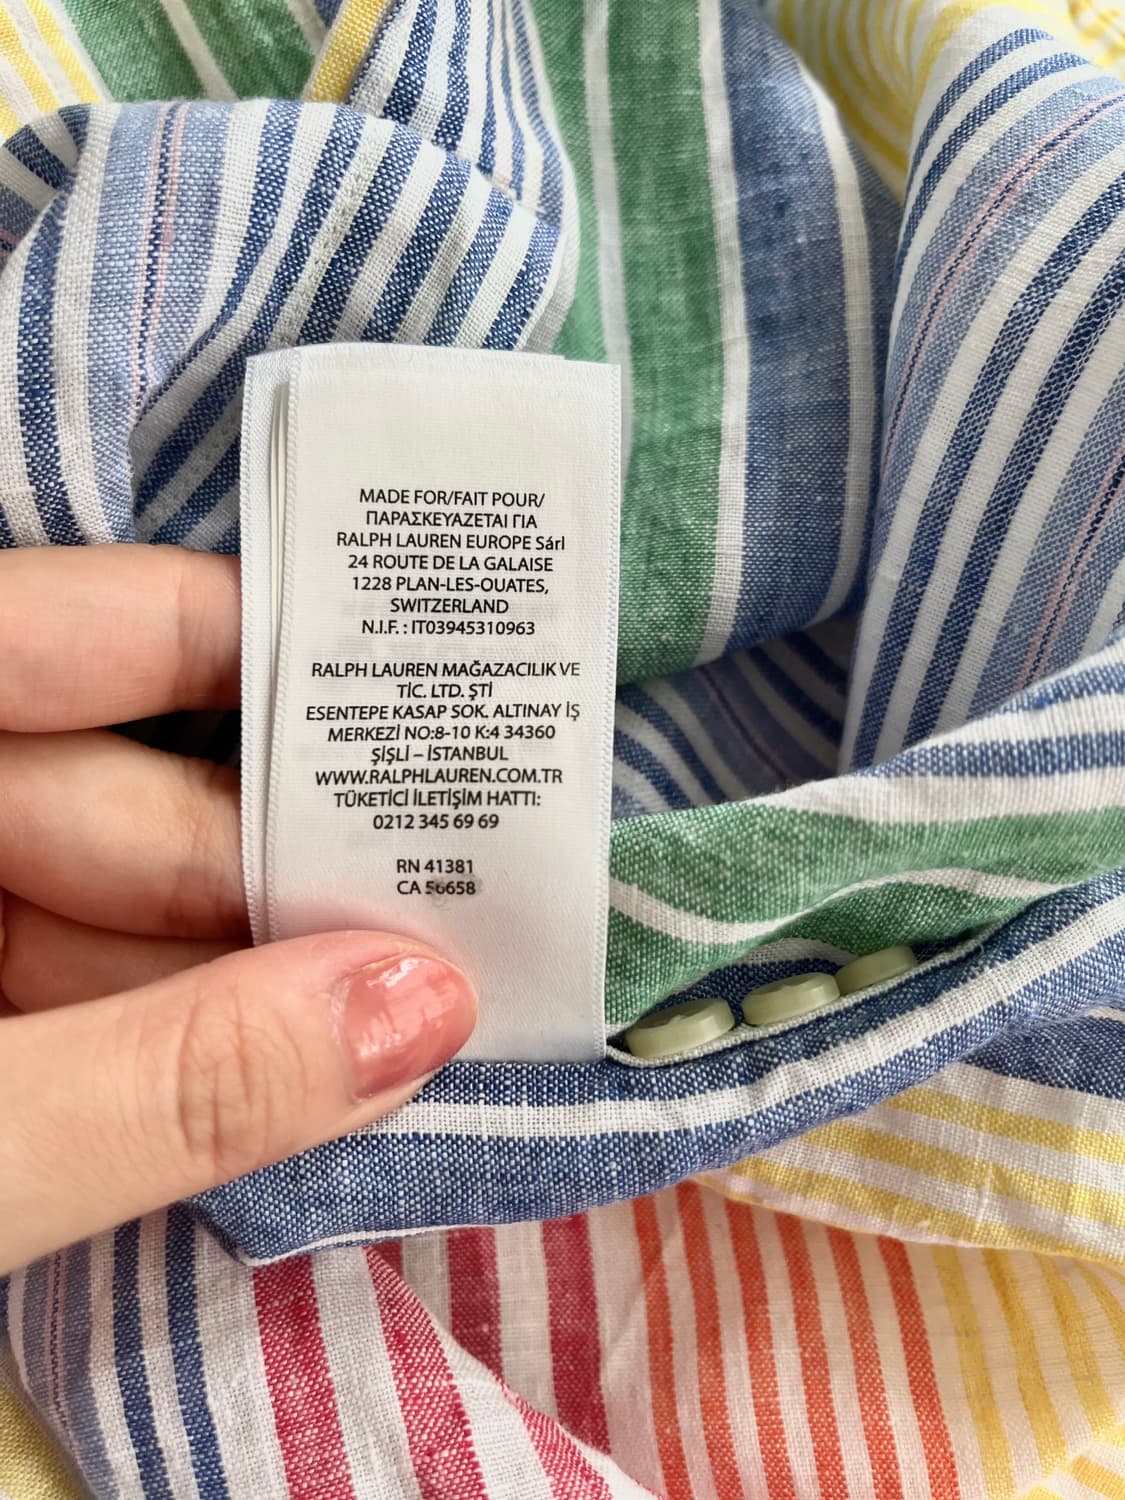 MADE FOR/FAIT POUR/
ΠΑΡΑΣΚΕΥΑΖΕΤΑΙ ΓΙΑ
RALPH LAUREN EUROPE Sárl
24 ROUTE DE LA GALAISE
1228 PLAN-LES-OUATES,
SWITZERLAND
N.I.F. : IT03945310963
RALPH LAUREN MAĞAZACILIK VE
TİC. LTD. ŞTİ
ESENTEPE KASAP SOK. ALTINAY İŞ
MERKEZİ NO:8-10 K:4 34360
ŞİŞLİ – İSTANBUL
WWW.RALPHLAUREN.COM.TR
TÜKETİCİ İLETİŞİM HATTI:
0212 345 69 69
RN 41381
CA 56658